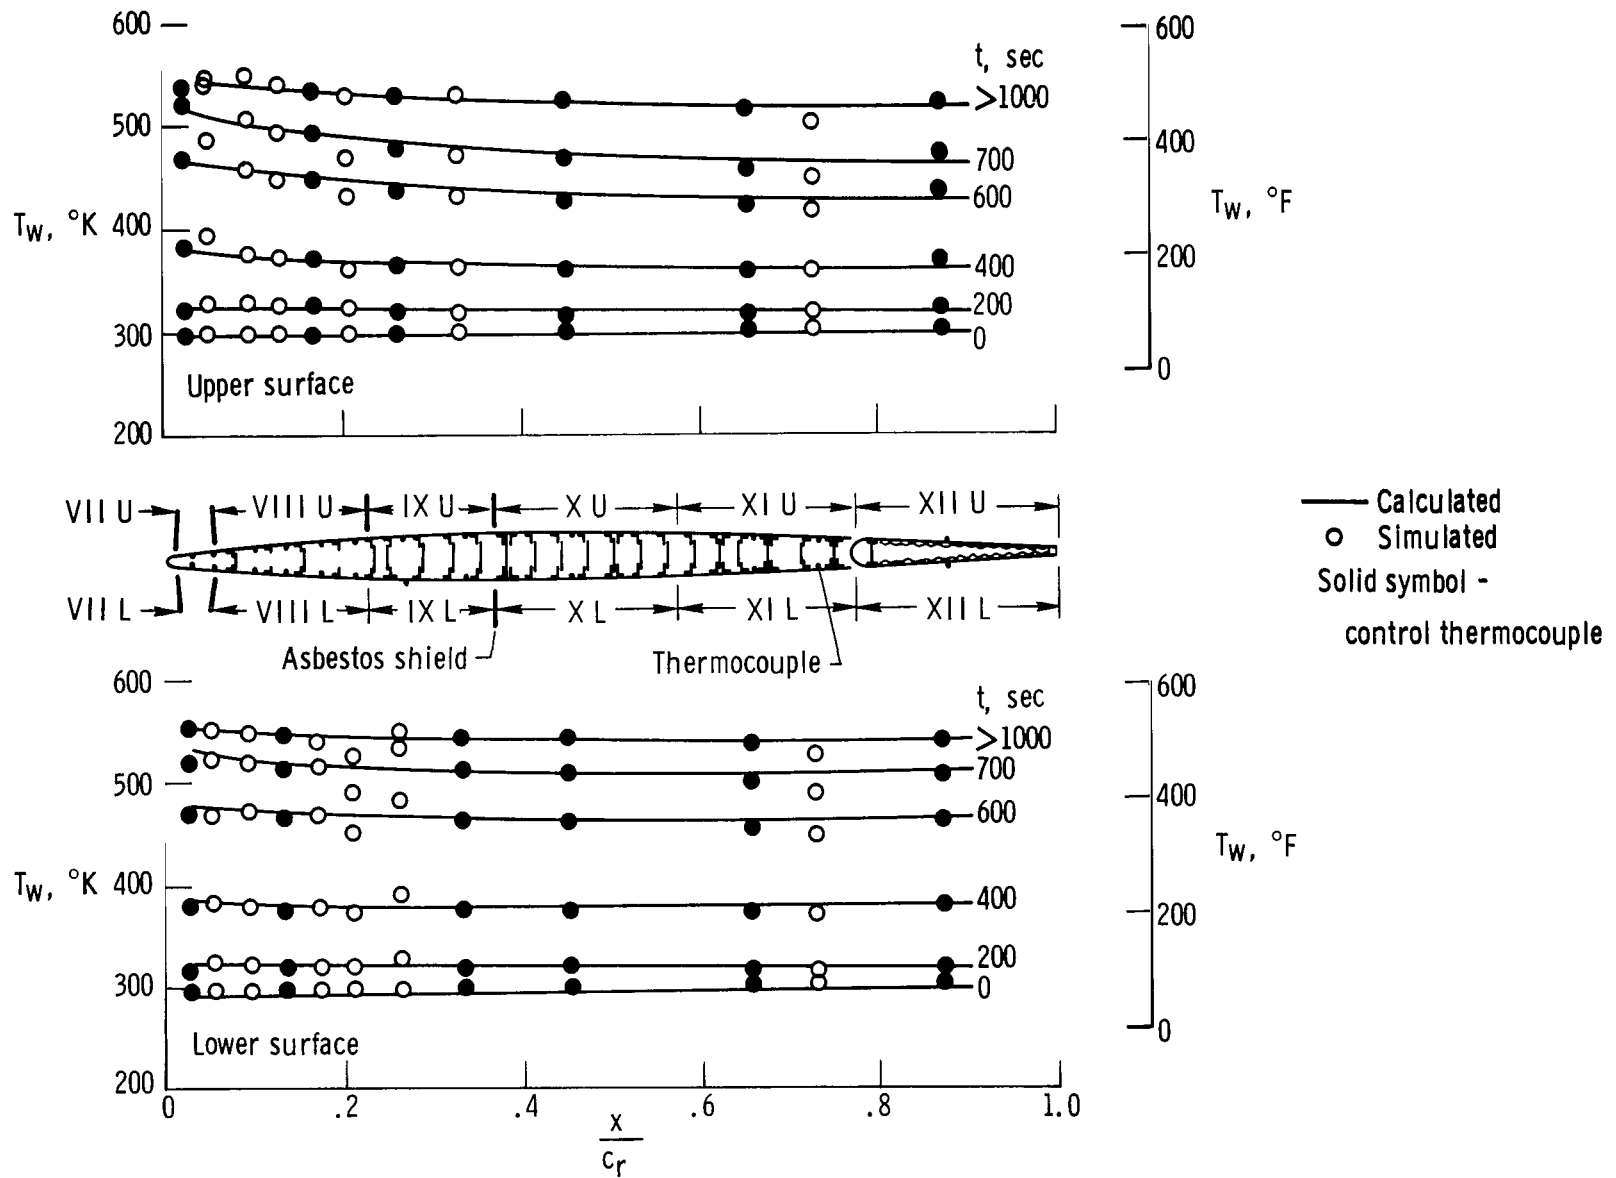 600
600
t, sec
>1000
500
400
700
600
Tw, °K 400
Tw, °F
400
200
200
300
0
0
Upper surface
200
VII U VIII U IX U X U XI U XII U
Calculated
Simulated
Solid symbol -
control thermocouple
VII L VIII L IX L X L XI L XII L
Asbestos shield
Thermocouple
600
600
t, sec
>1000
700
500
400
600
Tw, °F
Tw, °K 400
400
200
200
300
0
0
Lower surface
200
0 .2 .4 .6 .8 1.0
x
cr